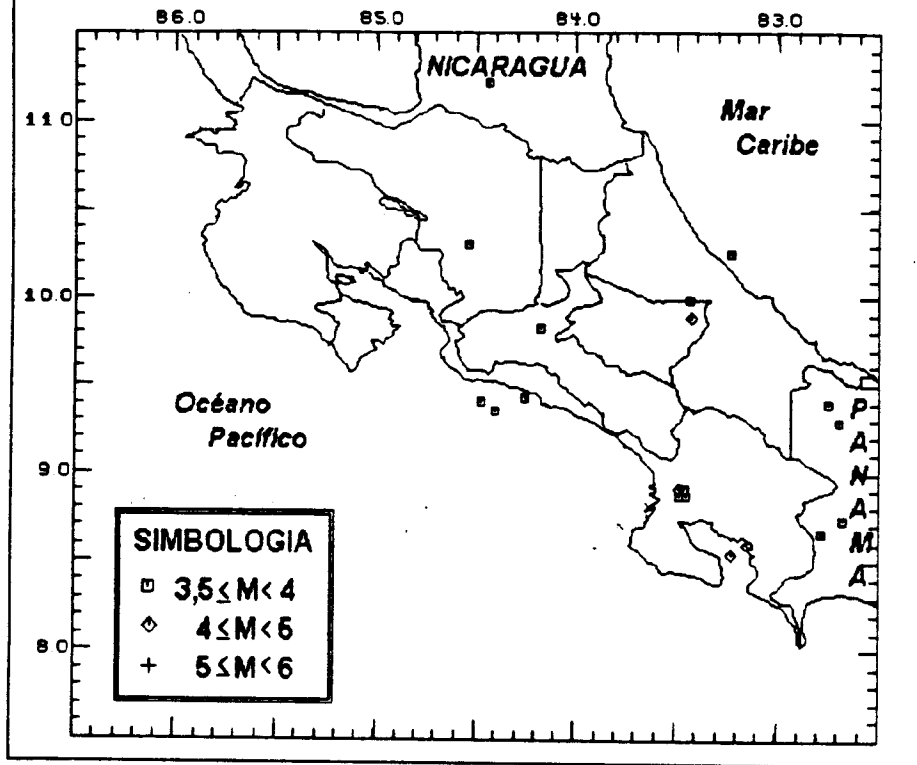 86.0 85.0 84.0 83.0
NICARAGUA
Mar
Caribe
11 0
10.0
Océano
Pacífico
PANAMA
9.0
SIMBOLOGIA
3,5≤M<4
4≤M<5
5≤M<6
8 0